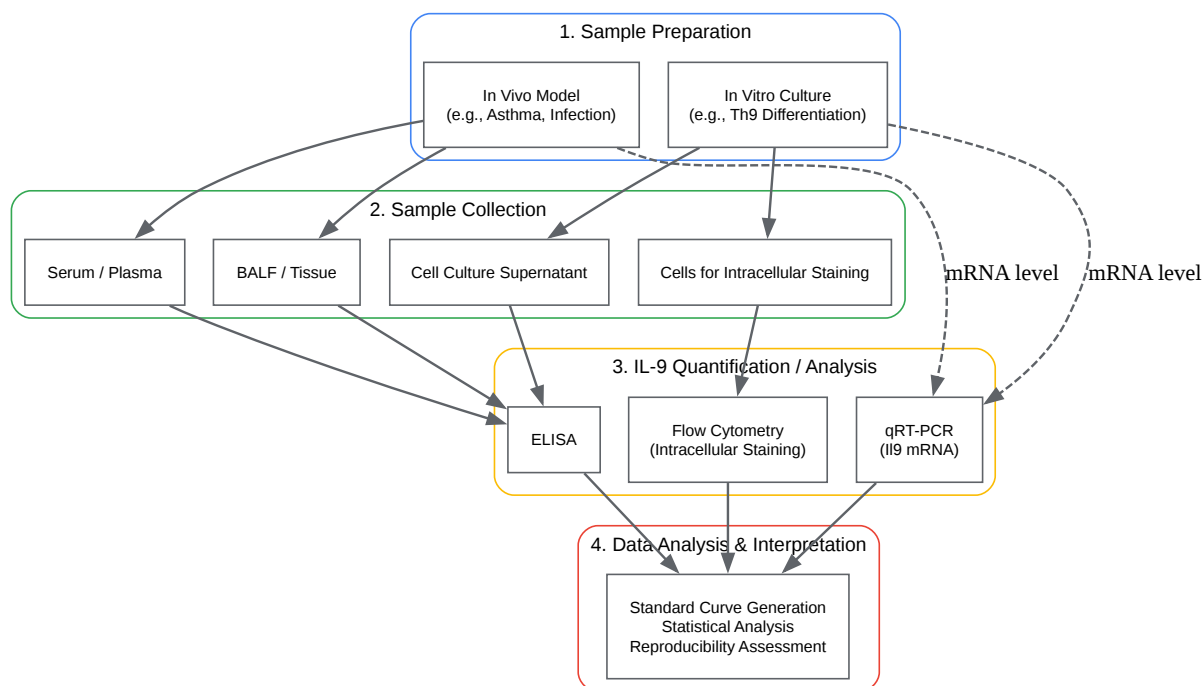 1. Sample Preparation
In Vivo Model
(e.g., Asthma, Infection)
In Vitro Culture
(e.g., Th9 Differentiation)
2. Sample Collection
Serum / Plasma
BALF / Tissue
Cell Culture Supernatant
Cells for Intracellular Staining
mRNA level
mRNA level
3. IL-9 Quantification / Analysis
ELISA
Flow Cytometry
(Intracellular Staining)
qRT-PCR
(Il9 mRNA)
4. Data Analysis & Interpretation
Standard Curve Generation
Statistical Analysis
Reproducibility Assessment